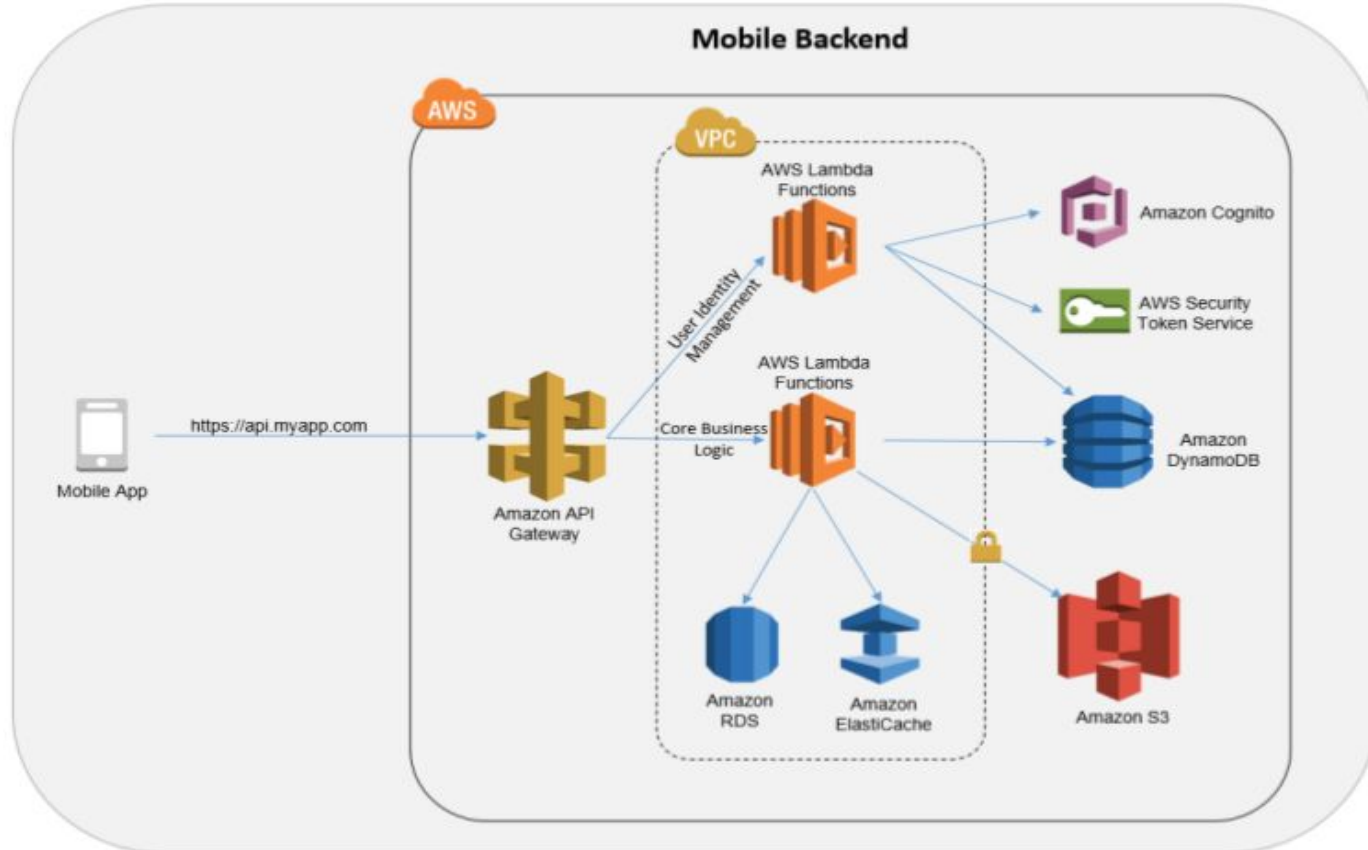 Mobile Backend
AWS
VPC
AWS Lambda
Functions
Amazon Cognito
User Identity
Management
AWS Security
Token Service
AWS Lambda
Functions
https://api.myapp.com
Core Business
Logic
Amazon
DynamoDB
Mobile App
Amazon API
Gateway
Amazon
RDS
Amazon
ElastiCache
Amazon S3